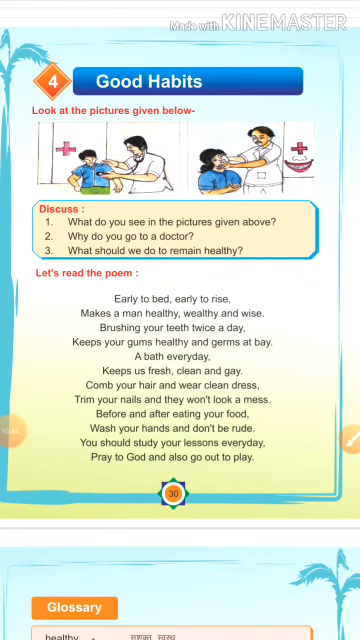 Made with KINEMASTER
4 Good Habits
Look at the pictures given below-
Discuss :
1. What do you see in the pictures given above?
2. Why do you go to a doctor?
3. What should we do to remain healthy?
Let's read the poem :
Early to bed, early to rise,
Makes a man healthy, wealthy and wise.
Brushing your teeth twice a day,
Keeps your gums healthy and germs at bay.
A bath everyday,
Keeps us fresh, clean and gay.
Comb your hair and wear clean dress,
Trim your nails and they won't look a mess.
Before and after eating your food,
Wash your hands and don't be rude.
You should study your lessons everyday,
Pray to God and also go out to play.
30
Glossary
healthy - सशक्त, स्वस्थ